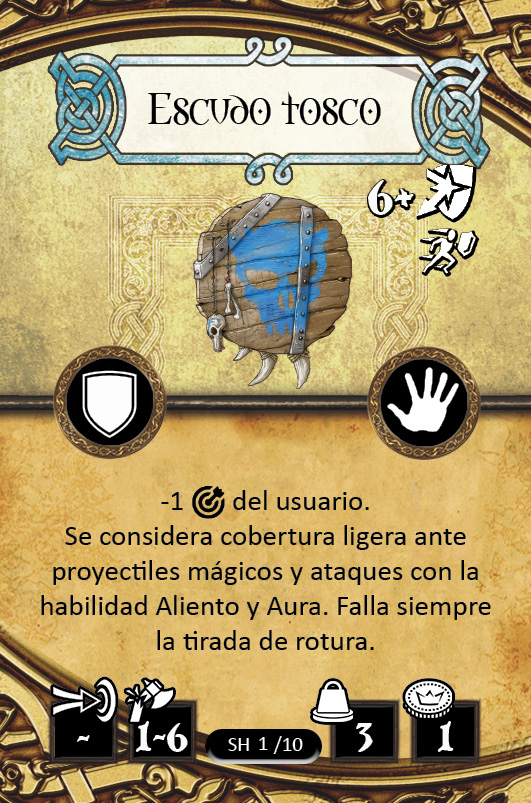 Escudo tosco
6+
-1 del usuario.
Se considera cobertura ligera ante
proyectiles mágicos y ataques con la
habilidad Aliento y Aura. Falla siempre
la tirada de rotura.
- 1-6 SH 1 /10 3 1